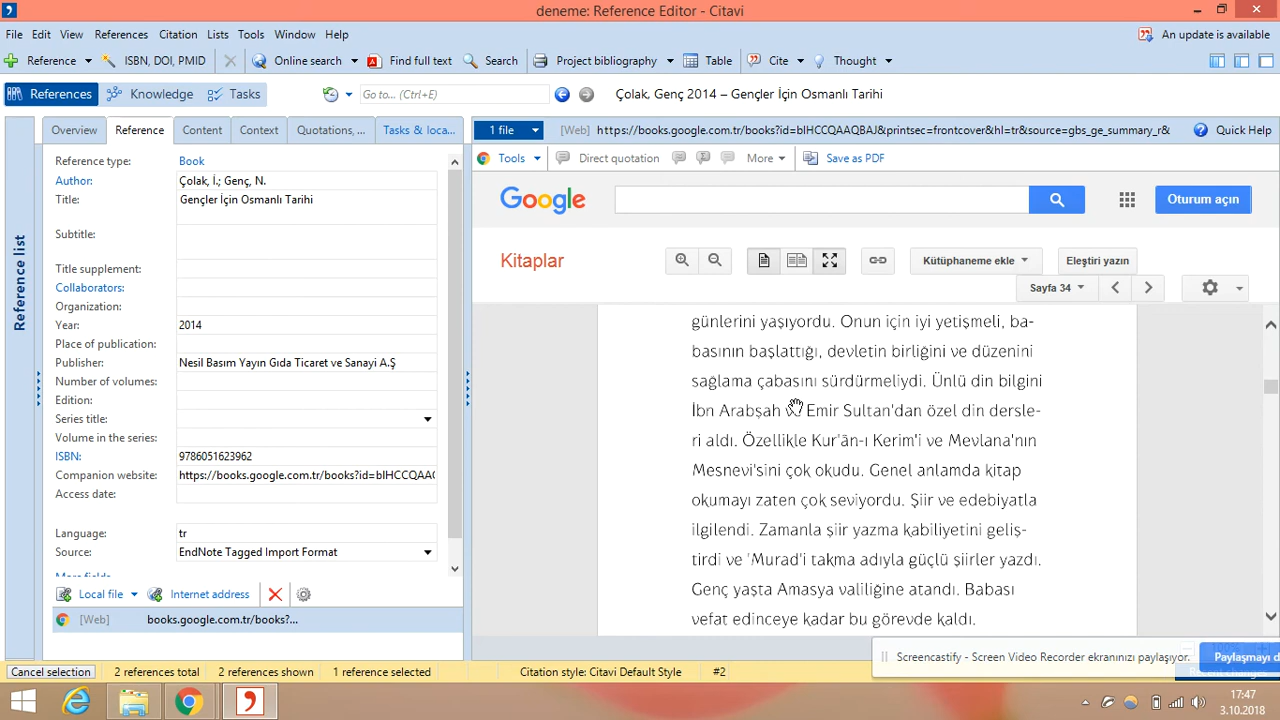 deneme: Reference Editor - Citavi
File Edit View References Citation Lists Tools Window Help
An update is available
Reference ISBN, DOI, PMID Online search Find full text Search Project bibliography Table Cite Thought
References Knowledge Tasks Go to... (Ctrl+E) Çolak, Genç 2014 – Gençler İçin Osmanlı Tarihi
Overview Reference Content Context Quotations, ... Tasks & loca...
1 file [Web] https://books.google.com.tr/books?id=bIHCCQAAQBAJ&printsec=frontcover&hl=tr&source=gbs_ge_summary_r& Quick Help
Tools Direct quotation More Save as PDF
Reference list
Reference type: Book
Author: Çolak, İ.; Genç, N.
Title: Gençler İçin Osmanlı Tarihi
Subtitle:
Title supplement:
Collaborators:
Organization:
Year: 2014
Place of publication:
Publisher: Nesil Basım Yayın Gıda Ticaret ve Sanayi A.Ş
Number of volumes:
Edition:
Series title:
Volume in the series:
ISBN: 9786051623962
Companion website: https://books.google.com.tr/books?id=bIHCCQAAQ
Access date:
Language: tr
Source: EndNote Tagged Import Format
More fields
Local file Internet address
[Web] books.google.com.tr/books?...
Google
Oturum açın
Kitaplar
Kütüphaneme ekle Eleştiri yazın
Sayfa 34
günlerini yaşıyordu. Onun için iyi yetişmeli, ba-
basının başlattığı, devletin birliğini ve düzenini
sağlama çabasını sürdürmeliydi. Ünlü din bilgini
İbn Arabşah Emir Sultan'dan özel din dersle-
ri aldı. Özellikle Kur'ân-ı Kerim'i ve Mevlana'nın
Mesnevi'sini çok okudu. Genel anlamda kitap
okumayı zaten çok seviyordu. Şiir ve edebiyatla
ilgilendi. Zamanla şiir yazma kabiliyetini geliş-
tirdi ve 'Murad'i takma adıyla güçlü şiirler yazdı.
Genç yaşta Amasya valiliğine atandı. Babası
vefat edinceye kadar bu görevde kaldı.
Screencastify - Screen Video Recorder ekranınızı paylaşıyor. Paylaşmayı d
Cancel selection 2 references total 2 references shown 1 reference selected Citation style: Citavi Default Style #2
17:47
3.10.2018